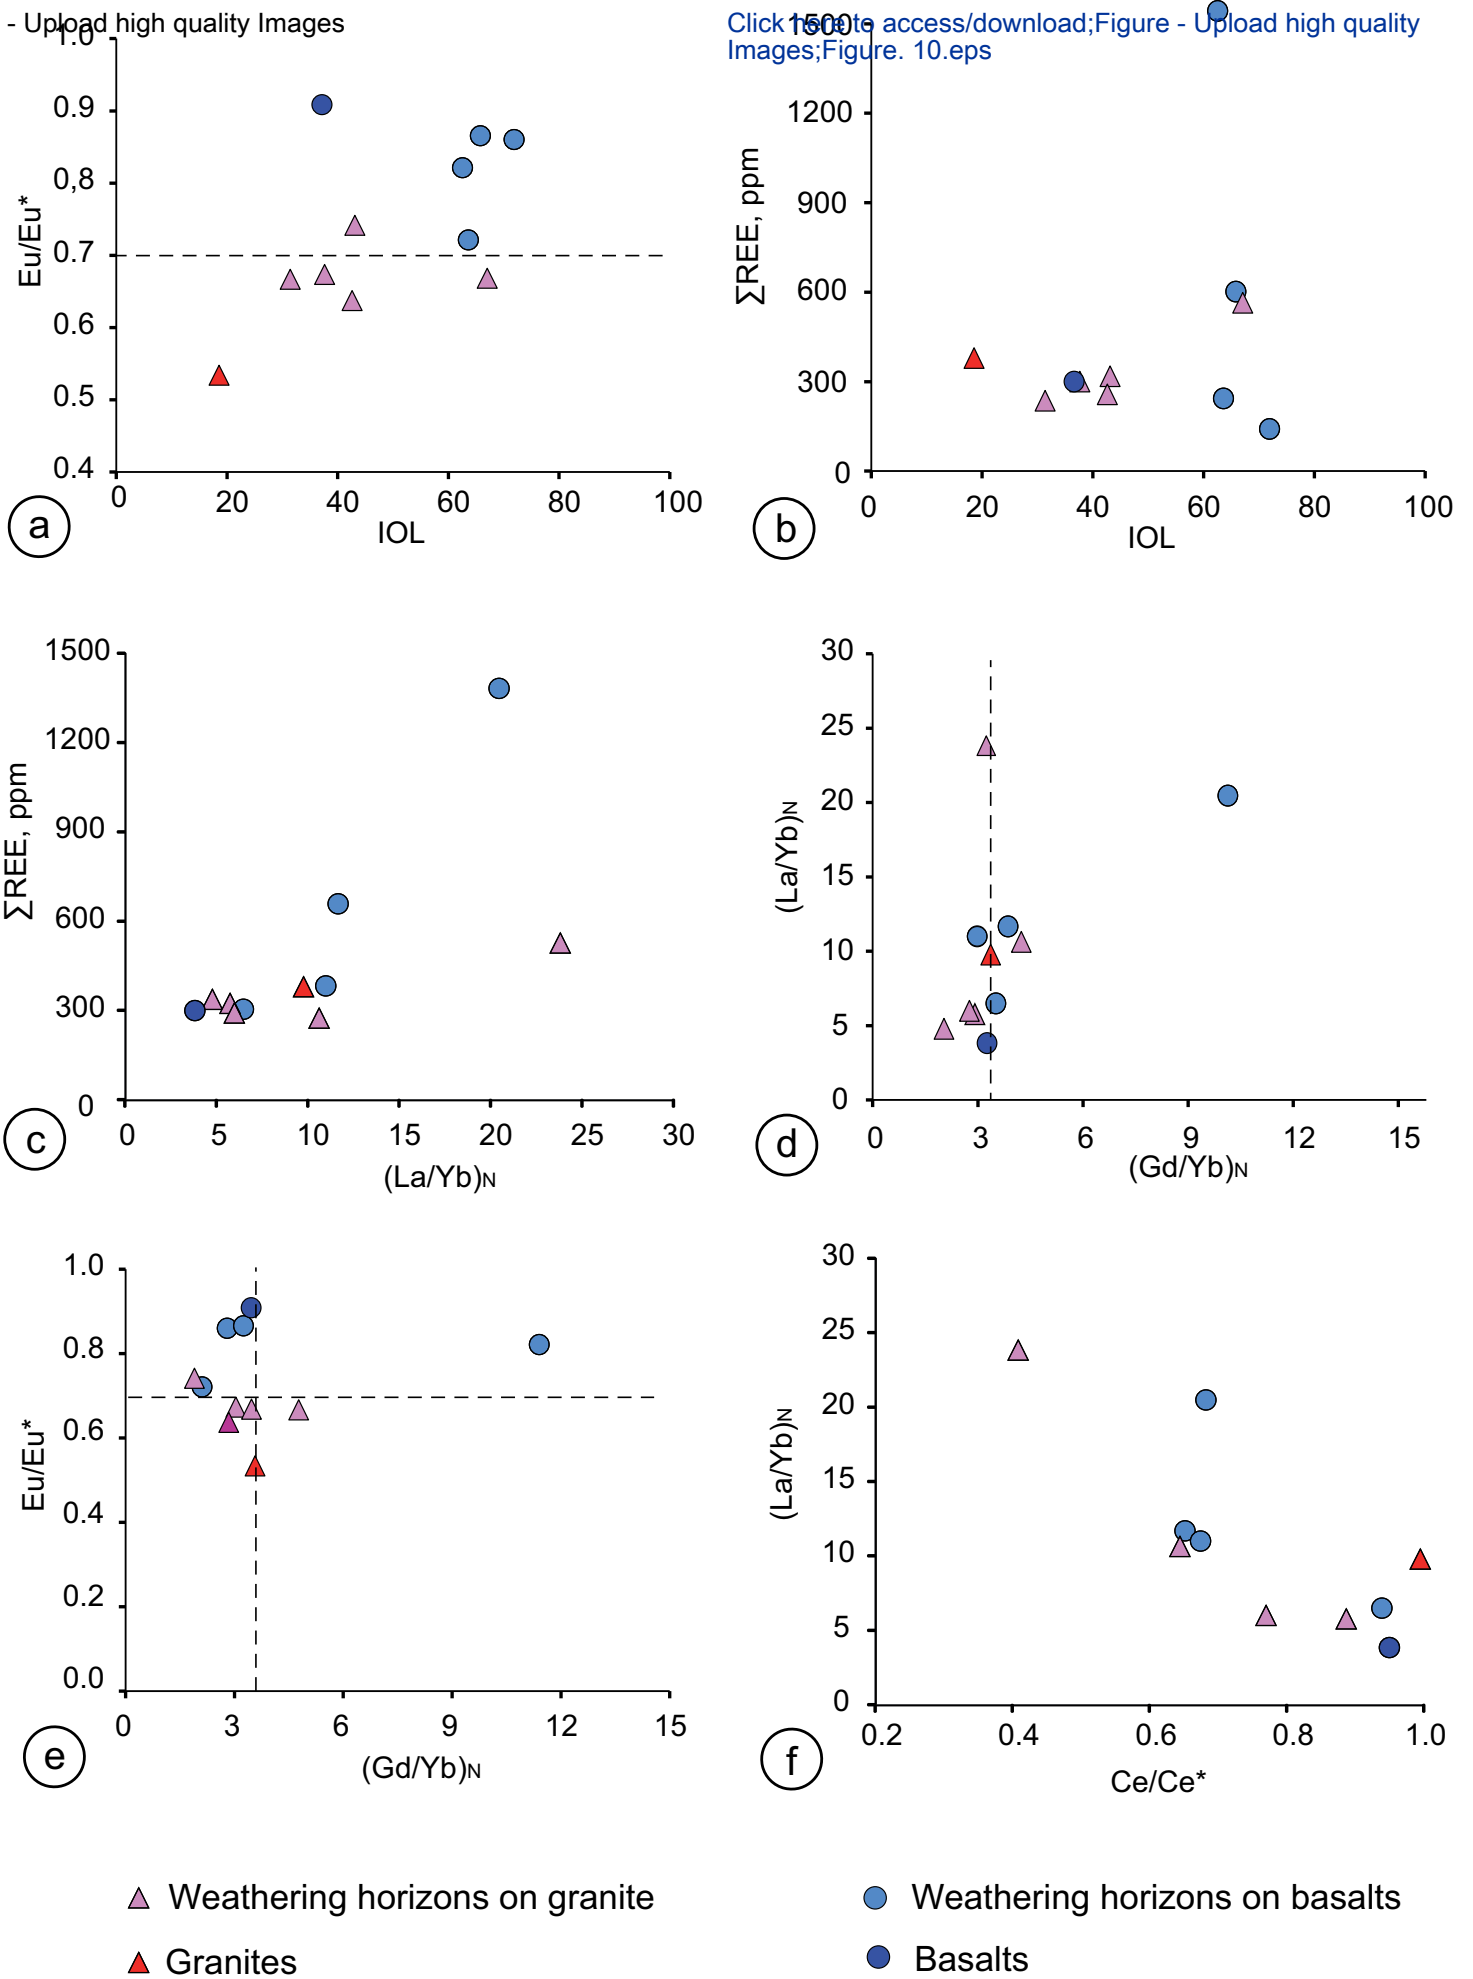 - Upload high quality Images
Click here to access/download;Figure - Upload high quality
Images;Figure. 10.eps
1.0
0.9
0,8
0.7
0.6
0.5
0.4
Eu/Eu*
0 20 40 60 80 100
IOL
a
1500
1200
900
600
300
0
∑REE, ppm
0 20 40 60 80 100
IOL
b
1500
1200
900
600
300
0
∑REE, ppm
0 5 10 15 20 25 30
(La/Yb)N
c
30
25
20
15
10
5
0
(La/Yb)N
0 3 6 9 12 15
(Gd/Yb)N
d
1.0
0.8
0.6
0.4
0.2
0.0
Eu/Eu*
0 3 6 9 12 15
(Gd/Yb)N
e
30
25
20
15
10
5
0
(La/Yb)N
0.2 0.4 0.6 0.8 1.0
Ce/Ce*
f
Weathering horizons on granite
Weathering horizons on basalts
Granites
Basalts